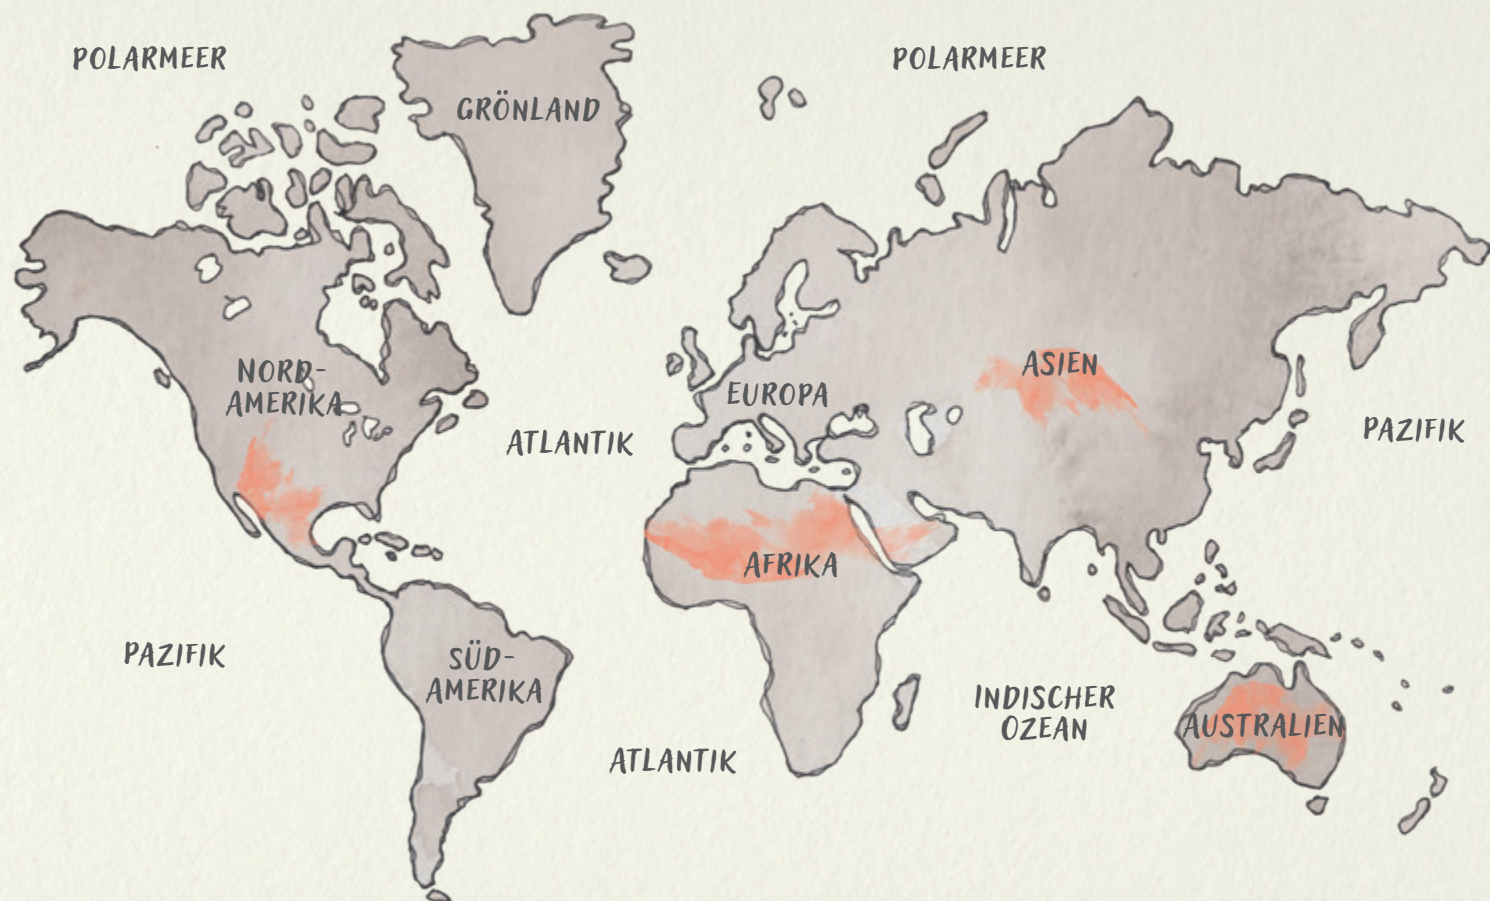 POLARMEER
POLARMEER
GRÖNLAND
NORD-
AMERIKA
EUROPA
ASIEN
ATLANTIK
PAZIFIK
AFRIKA
PAZIFIK
SÜD-
AMERIKA
INDISCHER
OZEAN
AUSTRALIEN
ATLANTIK